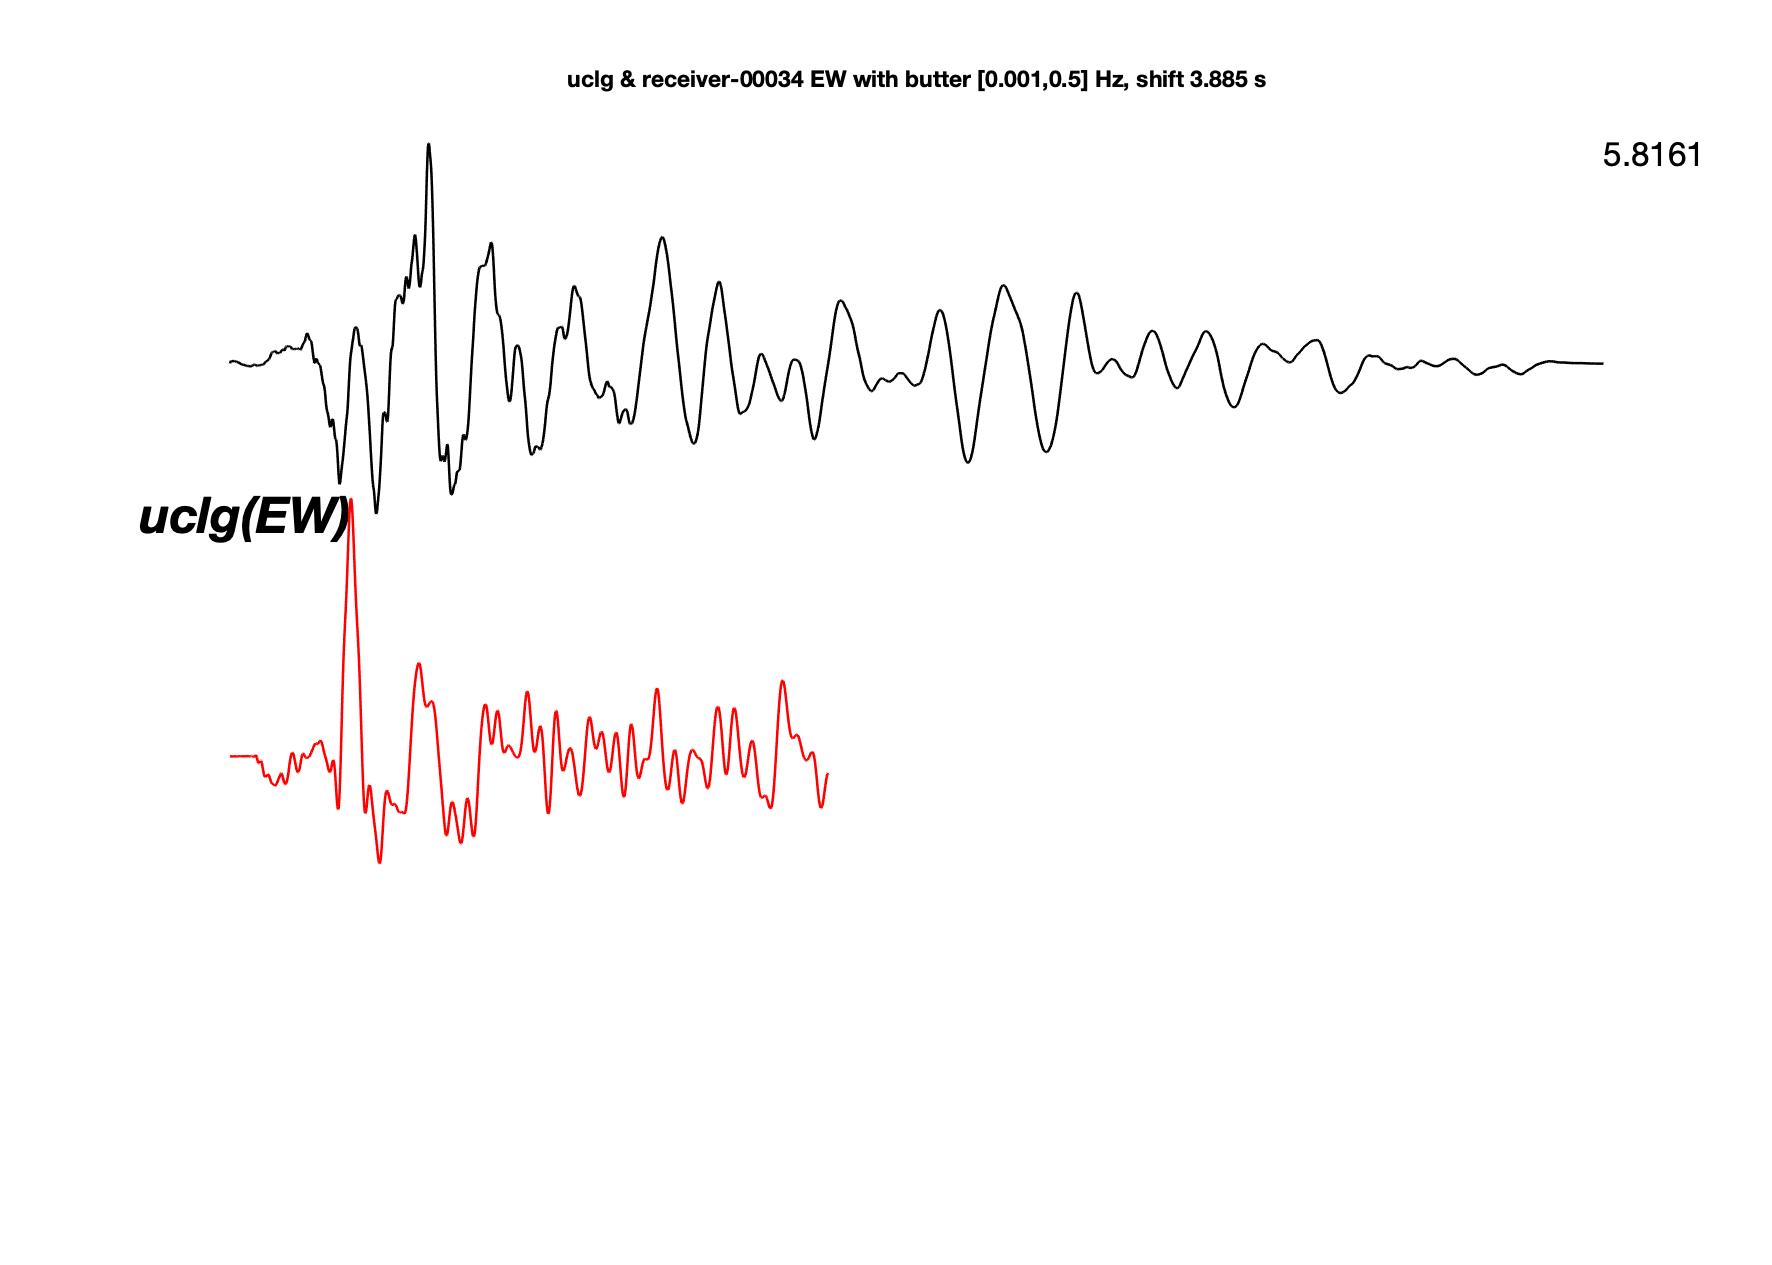 uclg & receiver-00034 EW with butter [0.001,0.5] Hz, shift 3.885 s
5.8161
uclg(EW)